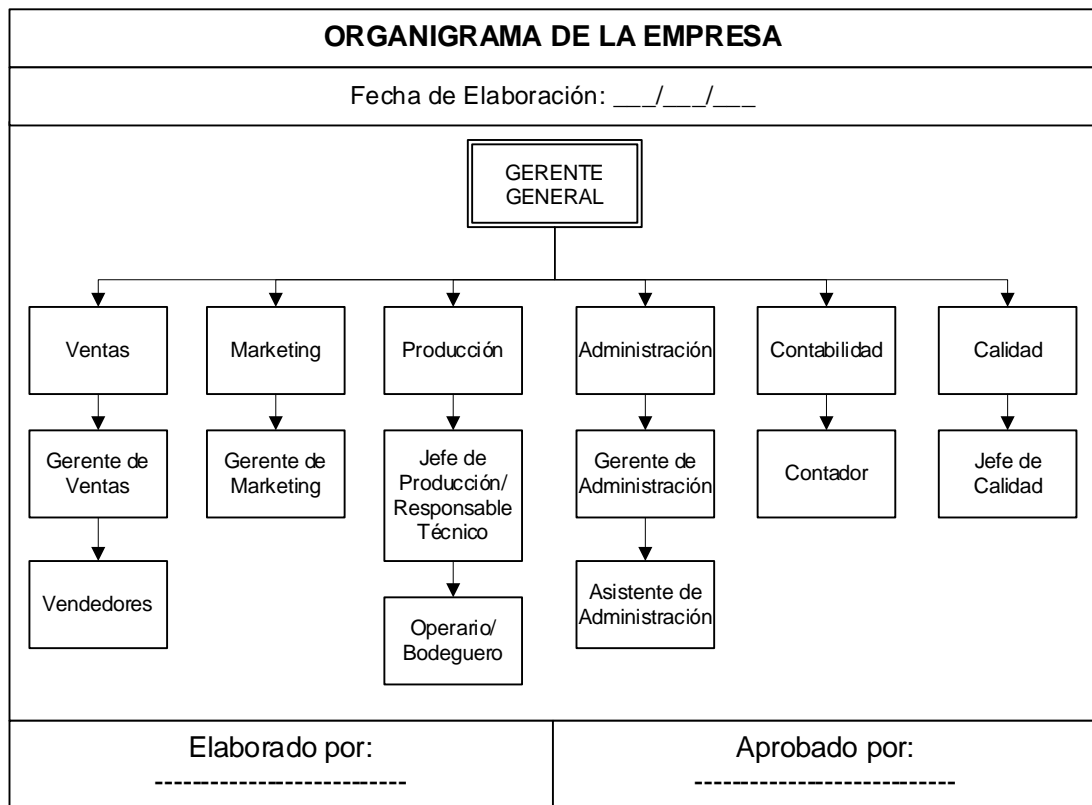 ORGANIGRAMA DE LA EMPRESA
Fecha de Elaboración: ___/___/___
GERENTE
GENERAL
Ventas
Marketing
Producción
Administración
Contabilidad
Calidad
Gerente de
Ventas
Gerente de
Marketing
Jefe de
Producción/
Responsable
Técnico
Gerente de
Administración
Contador
Jefe de
Calidad
Vendedores
Operario/
Bodeguero
Asistente de
Administración
Elaborado por:
---------------------------
Aprobado por:
----------------------------